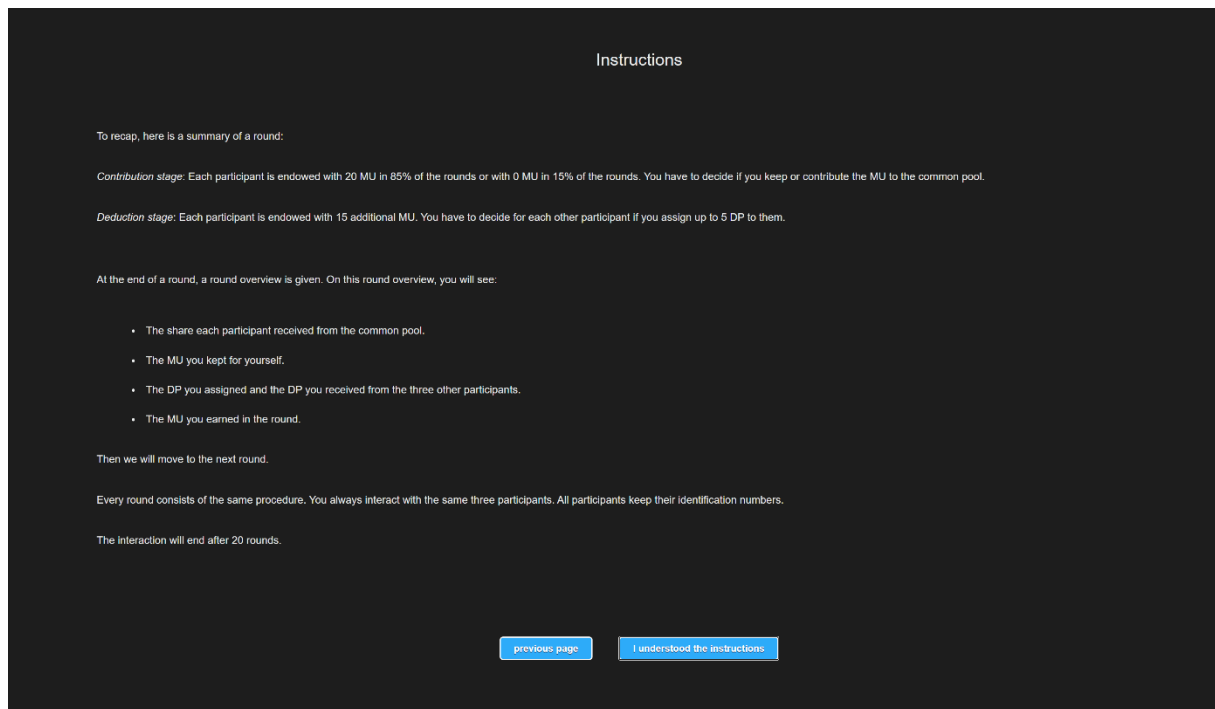 Instructions
To recap, here is a summary of a round:
Contribution stage: Each participant is endowed with 20 MU in 85% of the rounds or with 0 MU in 15% of the rounds. You have to decide if you keep or contribute the MU to the common pool.
Deduction stage: Each participant is endowed with 15 additional MU. You have to decide for each other participant if you assign up to 5 DP to them.
At the end of a round, a round overview is given. On this round overview, you will see:
• The share each participant received from the common pool.
• The MU you kept for yourself.
• The DP you assigned and the DP you received from the three other participants.
• The MU you earned in the round.
Then we will move to the next round.
Every round consists of the same procedure. You always interact with the same three participants. All participants keep their identification numbers.
The interaction will end after 20 rounds.
previous page I understood the instructions